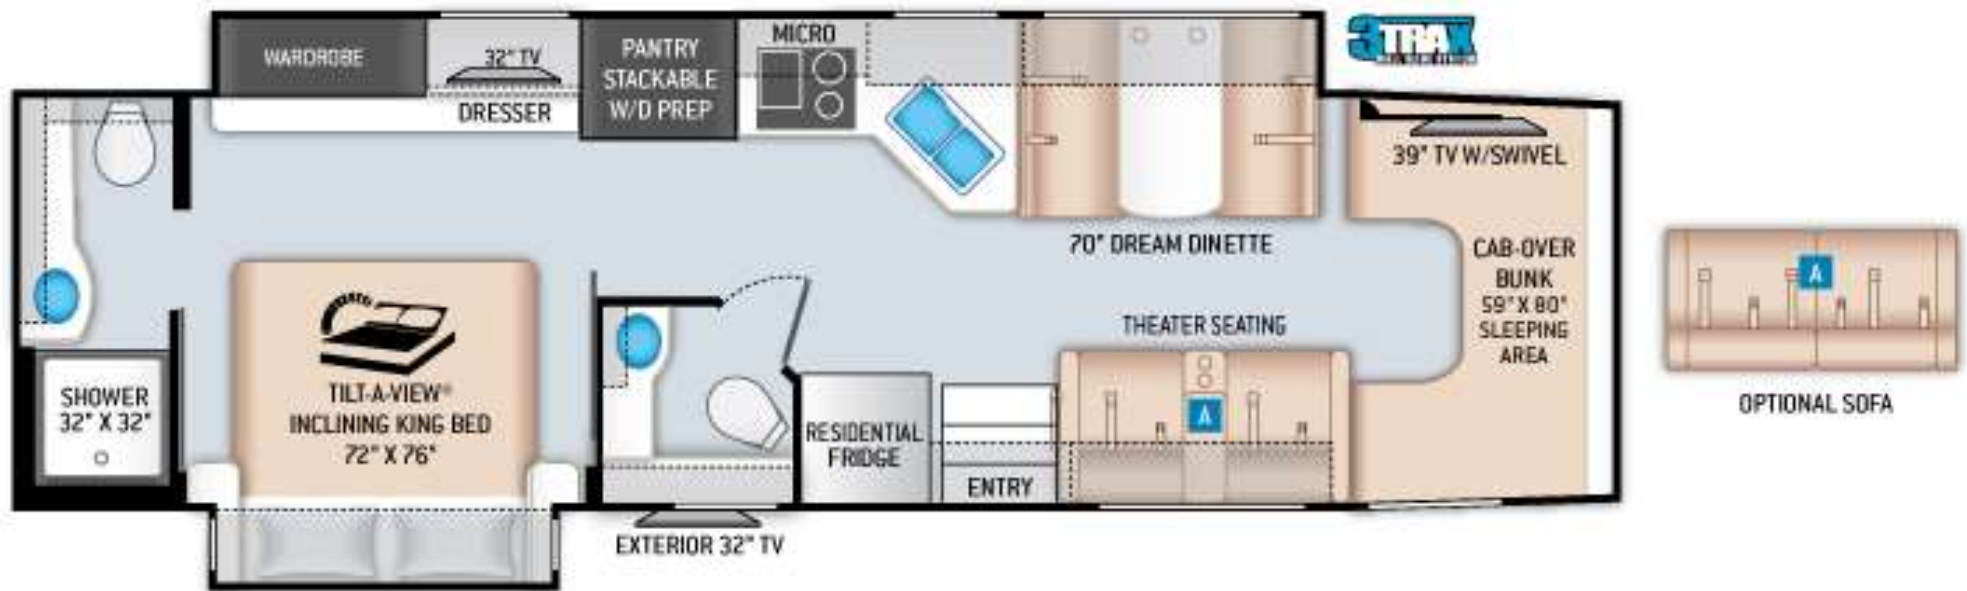 WARDROBE
32" TV
DRESSER
PANTRY
STACKABLE
W/D PREP
MICRO
3TRAX
39" TV W/SWIVEL
70" DREAM DINETTE
CAB-OVER
BUNK
59" X 80"
SLEEPING
AREA
THEATER SEATING
A
SHOWER
32" X 32"
TILT-A-VIEW®
INCLINING KING BED
72" X 76"
RESIDENTIAL
FRIDGE
ENTRY
EXTERIOR 32" TV
A
OPTIONAL SOFA